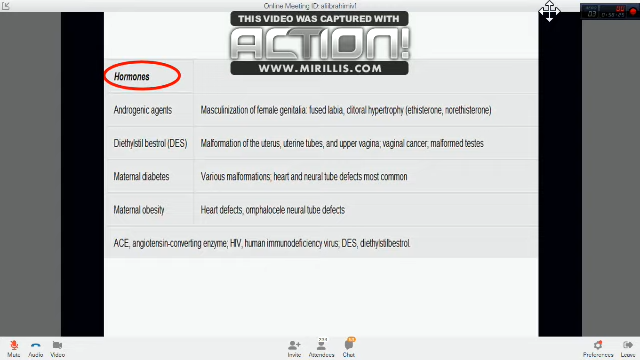 Online Meeting ID: aliibrahimivf
THIS VIDEO WAS CAPTURED WITH
ACTION!
WWW.MIRILLIS.COM
Hormones
Androgenic agents Masculinization of female genitalia: fused labia, clitoral hypertrophy (ethisterone, norethisterone)
Diethylstil bestrol (DES) Malformation of the uterus, uterine tubes, and upper vagina; vaginal cancer; malformed testes
Maternal diabetes Various malformations; heart and neural tube defects most common
Maternal obesity Heart defects, omphalocele neural tube defects
ACE, angiotensin-converting enzyme; HIV, human immunodeficiency virus; DES, diethylstilbestrol.
Mute Audio Video Invite Attendees Chat Preferences Leave